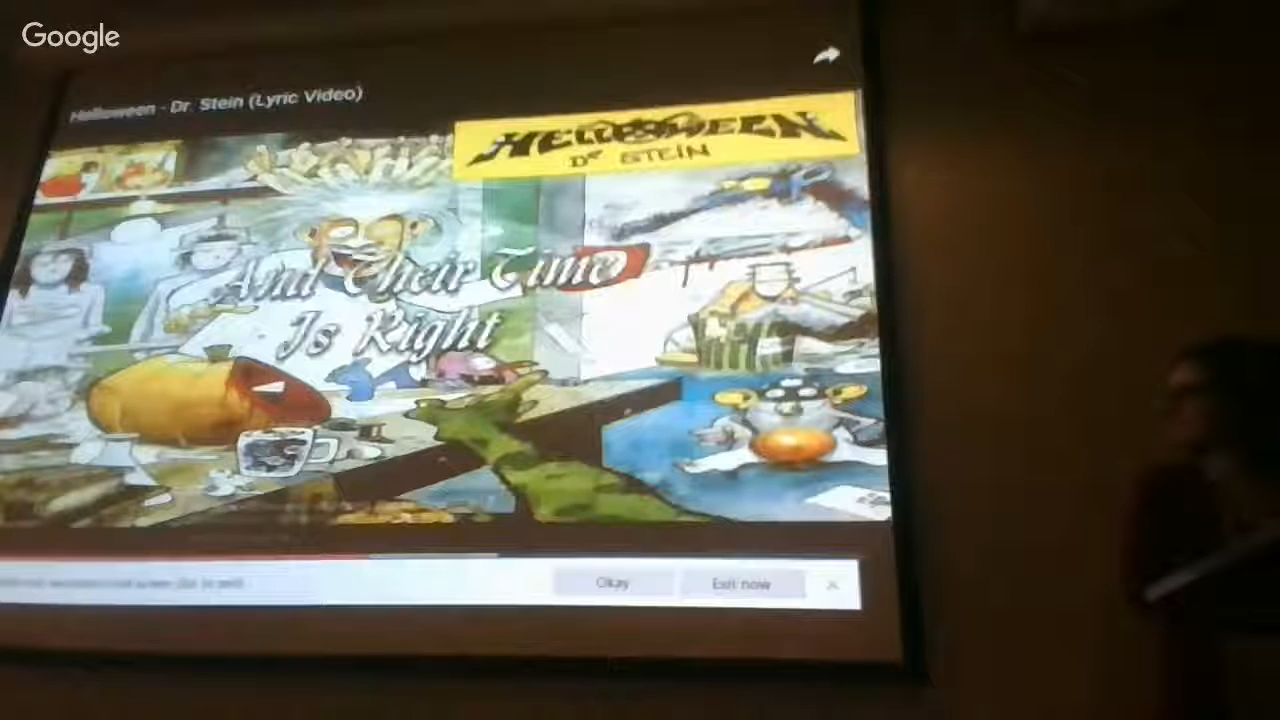 Google
Helloween - Dr. Stein (Lyric Video)
HELLOWEEN
Dr STEIN
And Their Time
Is Right
Okay
Exit now